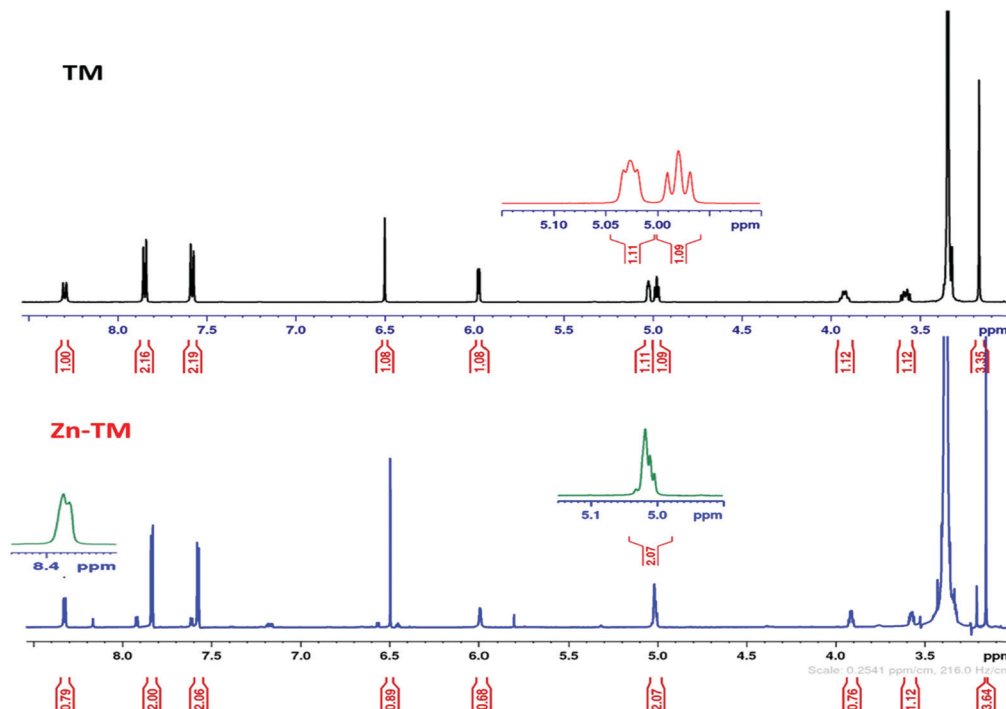 TM
5.10 5.05 5.00 ppm
1.11 1.09
8.0 7.5 7.0 6.5 6.0 5.5 5.0 4.5 4.0 3.5 ppm
1.00 2.16 2.19 1.08 1.08 1.11 1.09 1.12 1.12 3.35
Zn-TM
8.4 ppm
5.1 5.0 ppm
2.07
8.0 7.5 7.0 6.5 6.0 5.5 5.0 4.5 4.0 3.5 ppm
Scale: 0.2541 ppm/cm, 216.0 Hz/cm
0.79 2.00 2.06 0.89 0.68 2.07 0.76 1.12 3.64